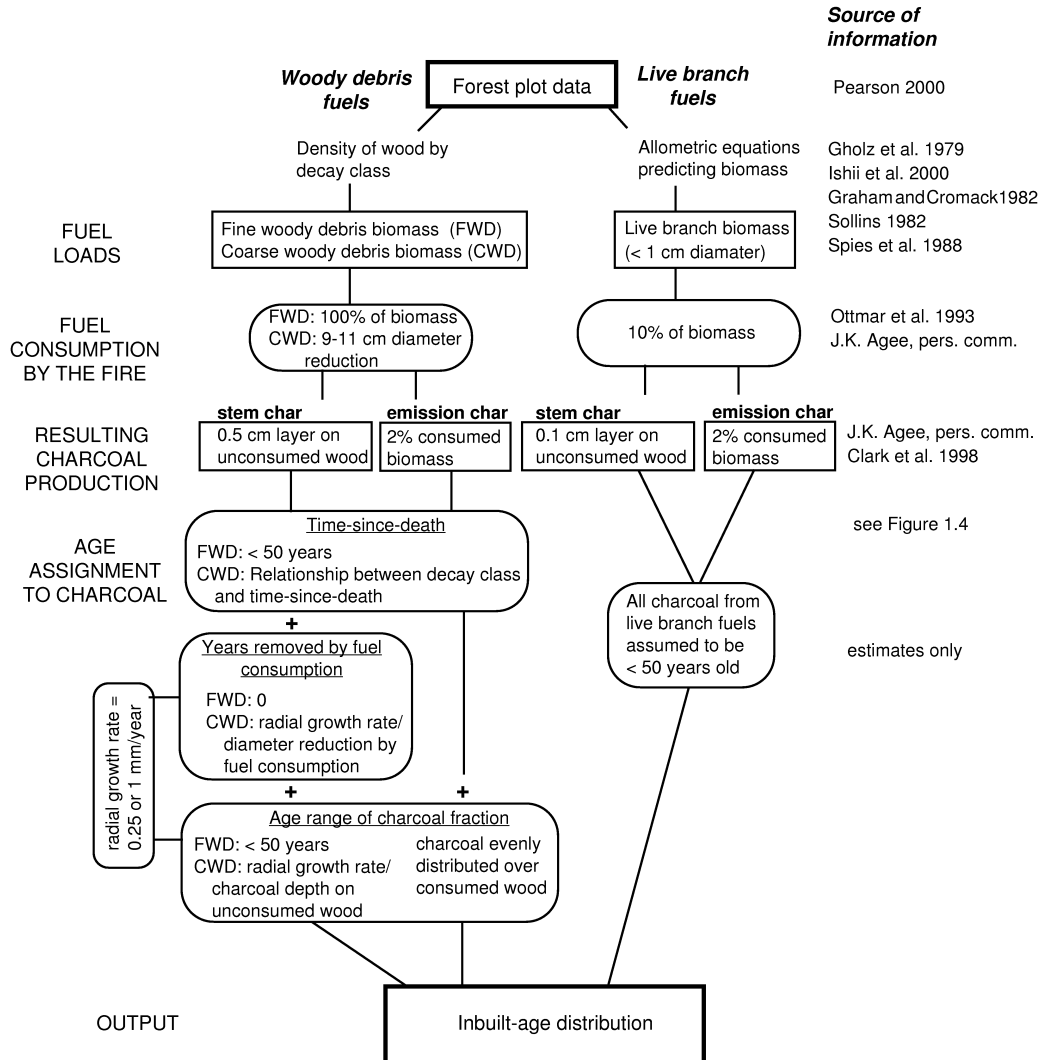 Source of
information
Woody debris
fuels
Forest plot data
Live branch
fuels
Pearson 2000
Density of wood by
decay class
Allometric equations
predicting biomass
Gholz et al. 1979
Ishii et al. 2000
Graham and Cromack 1982
Sollins 1982
Spies et al. 1988
FUEL
LOADS
Fine woody debris biomass (FWD)
Coarse woody debris biomass (CWD)
Live branch biomass
(< 1 cm diamater)
FUEL
CONSUMPTION
BY THE FIRE
FWD: 100% of biomass
CWD: 9-11 cm diameter
reduction
10% of biomass
Ottmar et al. 1993
J.K. Agee, pers. comm.
RESULTING
CHARCOAL
PRODUCTION
stem char
0.5 cm layer on
unconsumed wood
emission char
2% consumed
biomass
stem char
0.1 cm layer on
unconsumed wood
emission char
2% consumed
biomass
J.K. Agee, pers. comm.
Clark et al. 1998
AGE
ASSIGNMENT
TO CHARCOAL
Time-since-death
FWD: < 50 years
CWD: Relationship between decay class
and time-since-death
see Figure 1.4
+
Years removed by fuel
consumption
FWD: 0
CWD: radial growth rate/
diameter reduction by
fuel consumption
All charcoal from
live branch fuels
assumed to be
< 50 years old
estimates only
radial growth rate =
0.25 or 1 mm/year
+
+
Age range of charcoal fraction
FWD: < 50 years
CWD: radial growth rate/
charcoal depth on
unconsumed wood
charcoal evenly
distributed over
consumed wood
OUTPUT
Inbuilt-age distribution